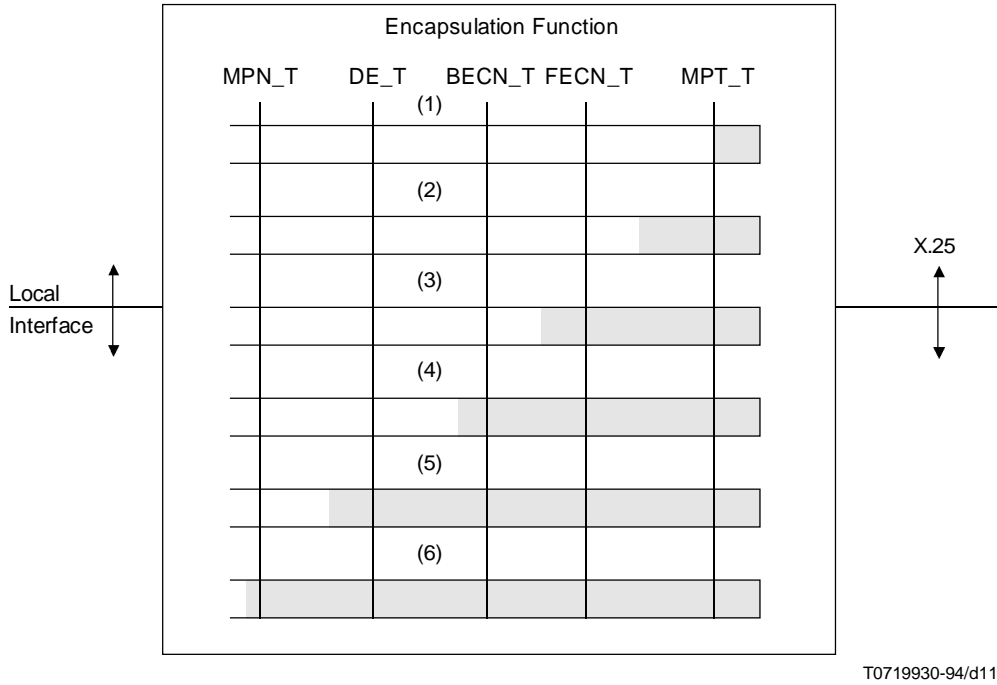 Encapsulation Function
MPN_T DE_T BECN_T FECN_T MPT_T
(1)
(2)
X.25
(3)
Local
Interface
(4)
(5)
(6)
T0719930-94/d11